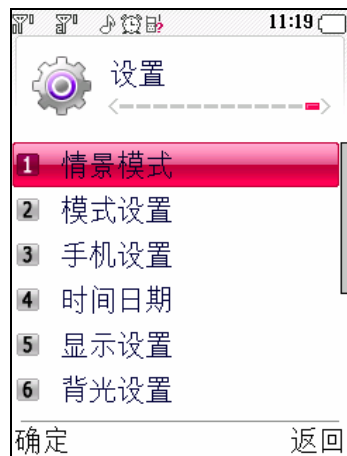 11:19
设置
1 情景模式
2 模式设置
3 手机设置
4 时间日期
5 显示设置
6 背光设置
确定 返回